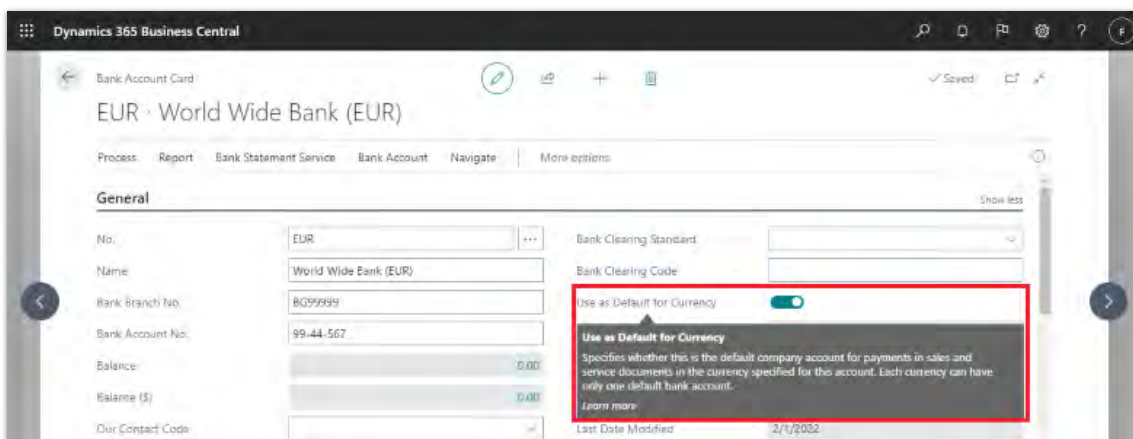 Dynamics 365 Business Central
?
F
Bank Account Card
Saved
EUR · World Wide Bank (EUR)
Process Report Bank Statement Service Bank Account Navigate More options
General
Show less
No. EUR
Name World Wide Bank (EUR)
Bank Branch No. BG99999
Bank Account No. 99-44-567
Balance 0.00
Balance ($) 0.00
Our Contact Code
Bank Clearing Standard
Bank Clearing Code
Use as Default for Currency
Use as Default for Currency
Specifies whether this is the default company account for payments in sales and
service documents in the currency specified for this account. Each currency can have
only one default bank account.
Learn more
Last Date Modified 2/1/2022